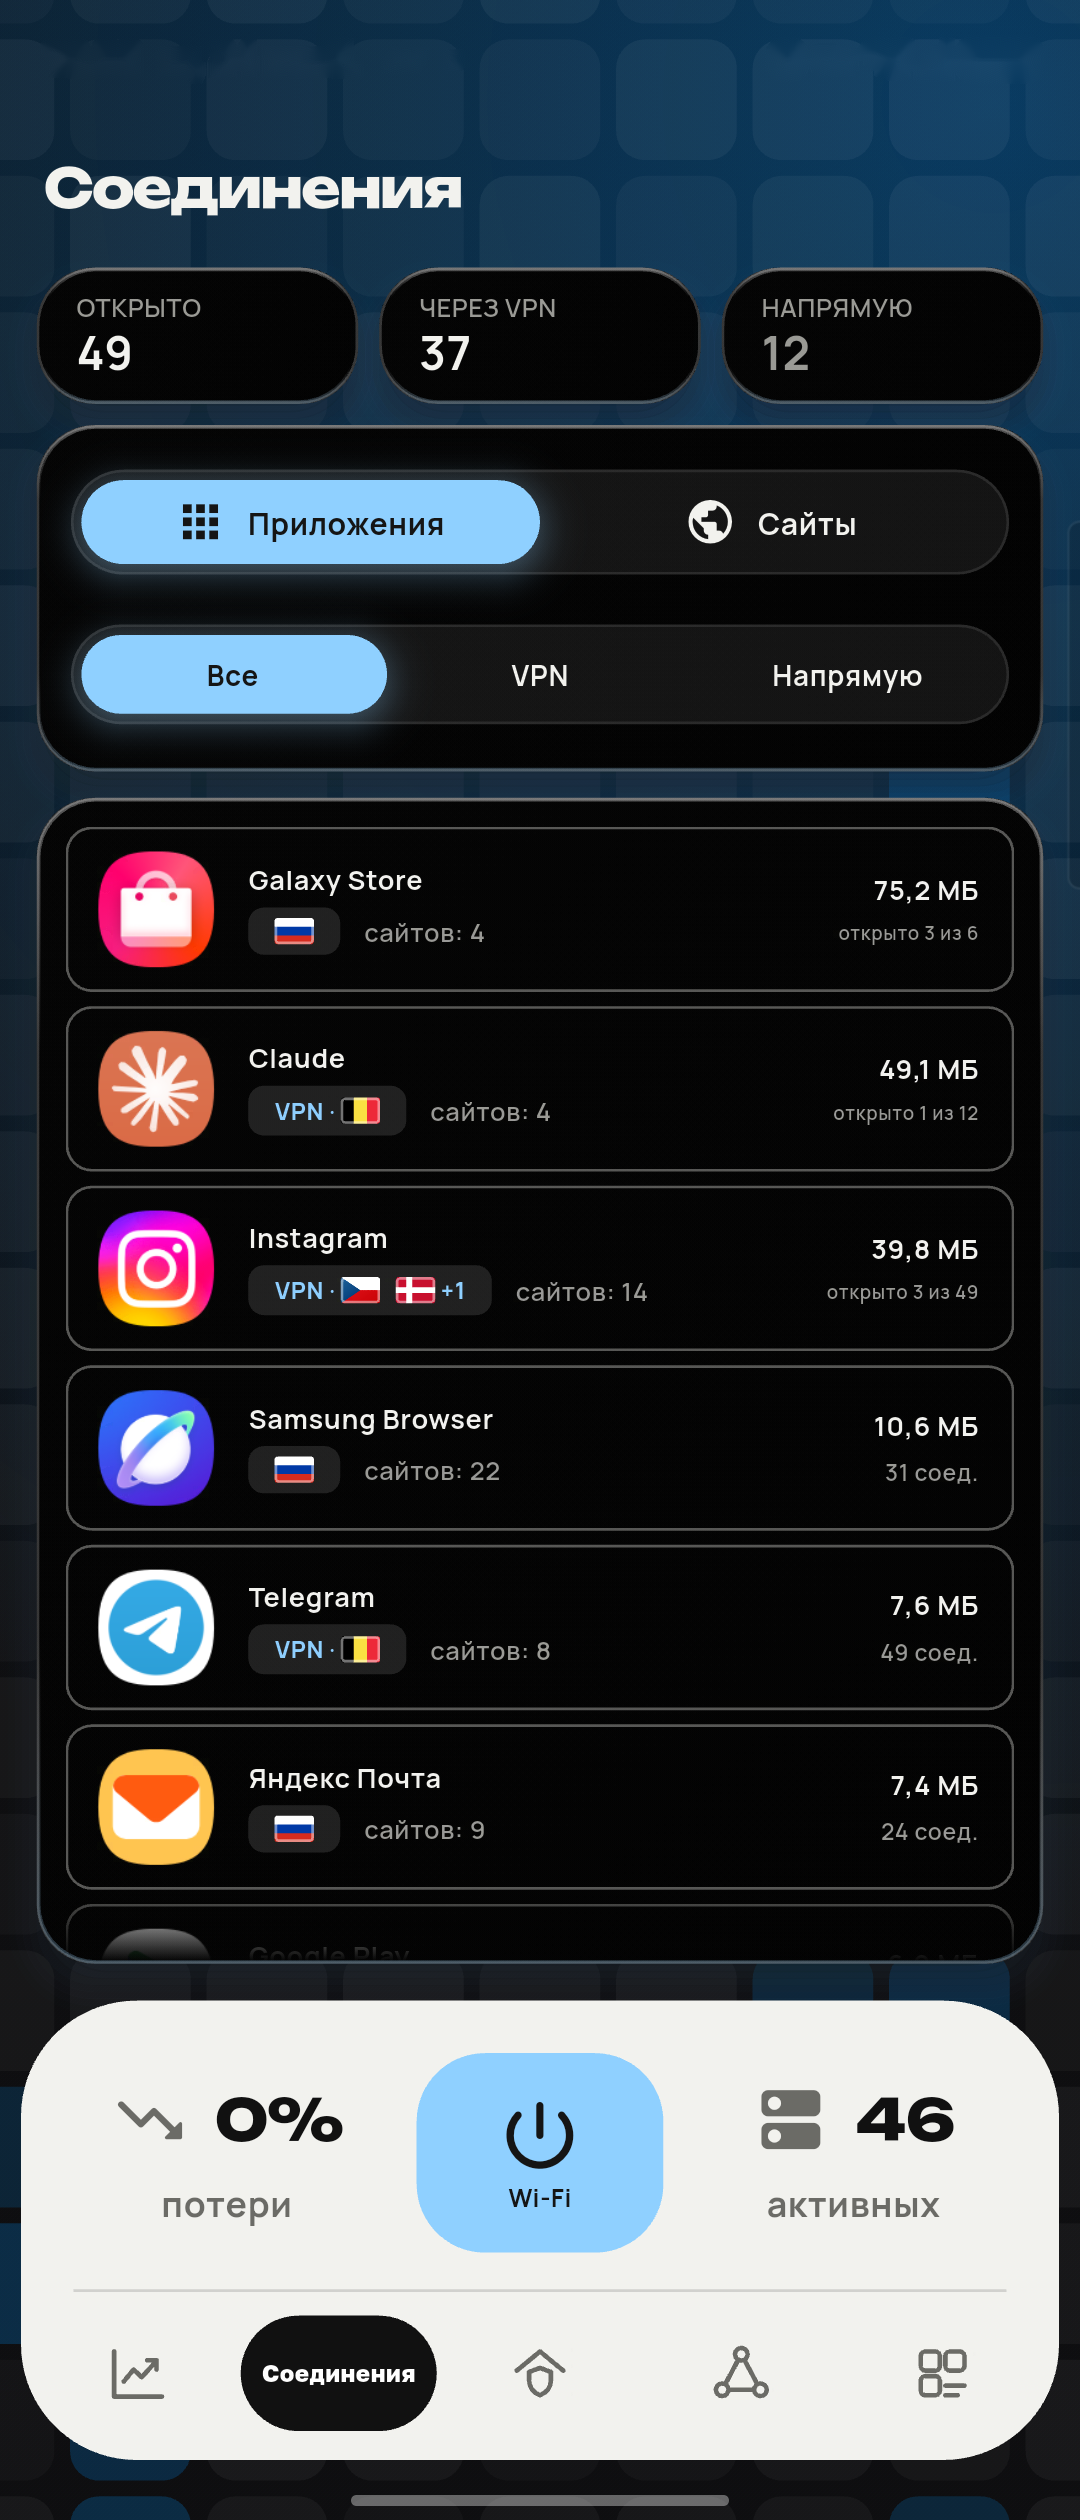 Соединения
ОТКРЫТО
49
ЧЕРЕЗ VPN
37
НАПРЯМУЮ
12
Приложения
Сайты
Все
VPN
Напрямую
Galaxy Store
сайтов: 4
75,2 МБ
открыто 3 из 6
Claude
VPN ·
сайтов: 4
49,1 МБ
открыто 1 из 12
Instagram
VPN ·
+1
сайтов: 14
39,8 МБ
открыто 3 из 49
Samsung Browser
сайтов: 22
10,6 МБ
31 соед.
Telegram
VPN ·
сайтов: 8
7,6 МБ
49 соед.
Яндекс Почта
сайтов: 9
7,4 МБ
24 соед.
Google Play
0%
потери
Wi-Fi
46
активных
Соединения